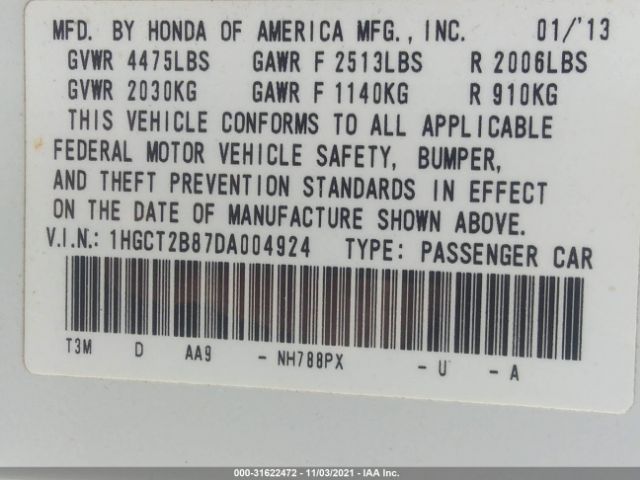 MFD. BY HONDA OF AMERICA MFG., INC. 01/'13
GVWR 4475LBS GAWR F 2513LBS R 2006LBS
GVWR 2030KG GAWR F 1140KG R 910KG
THIS VEHICLE CONFORMS TO ALL APPLICABLE
FEDERAL MOTOR VEHICLE SAFETY, BUMPER,
AND THEFT PREVENTION STANDARDS IN EFFECT
ON THE DATE OF MANUFACTURE SHOWN ABOVE.
V.I.N.: 1HGCT2B87DA004924 TYPE: PASSENGER CAR
T3M D AA9 - NH788PX - U - A
000-31622472 - 11/03/2021 - IAA Inc.